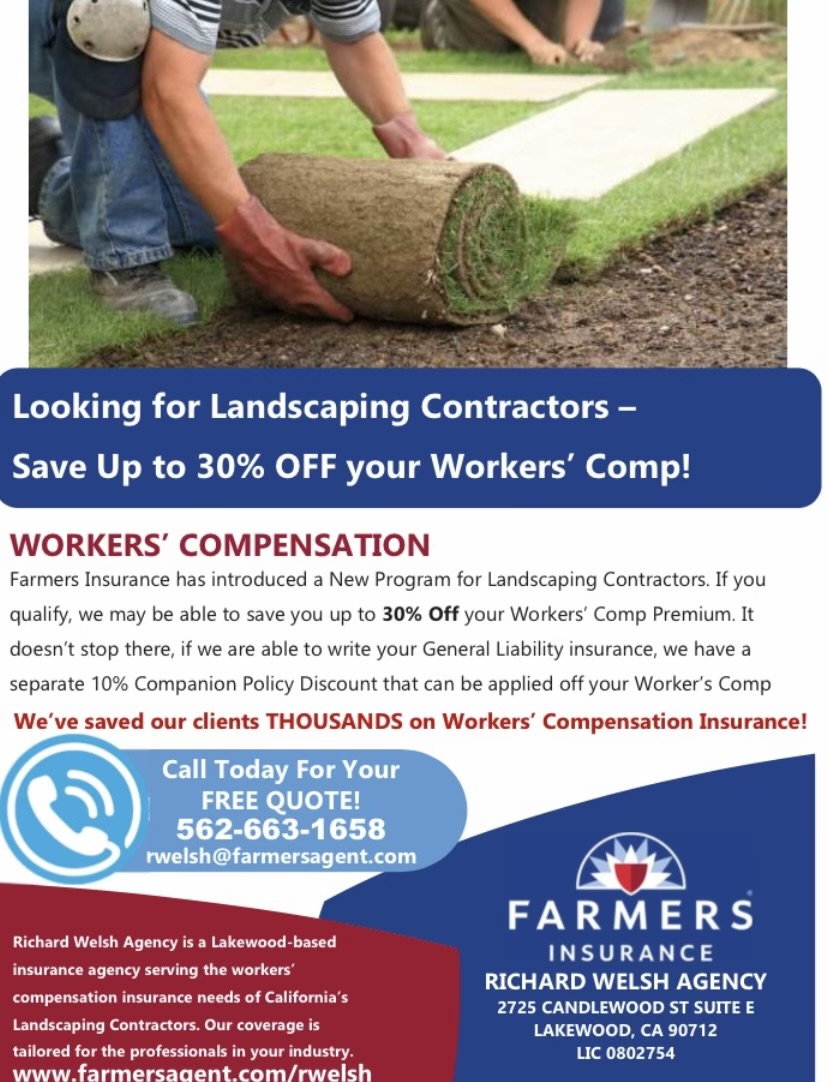 Looking for Landscaping Contractors –
Save Up to 30% OFF your Workers’ Comp!
WORKERS’ COMPENSATION
Farmers Insurance has introduced a New Program for Landscaping Contractors. If you
qualify, we may be able to save you up to 30% Off your Workers’ Comp Premium. It
doesn’t stop there, if we are able to write your General Liability insurance, we have a
separate 10% Companion Policy Discount that can be applied off your Worker’s Comp
We’ve saved our clients THOUSANDS on Workers’ Compensation Insurance!
Call Today For Your
FREE QUOTE!
562-663-1658
rwelsh@farmersagent.com
Richard Welsh Agency is a Lakewood-based
insurance agency serving the workers’
compensation insurance needs of California’s
Landscaping Contractors. Our coverage is
tailored for the professionals in your industry.
www.farmersagent.com/rwelsh
FARMERS
INSURANCE
RICHARD WELSH AGENCY
2725 CANDLEWOOD ST SUITE E
LAKEWOOD, CA 90712
LIC 0802754